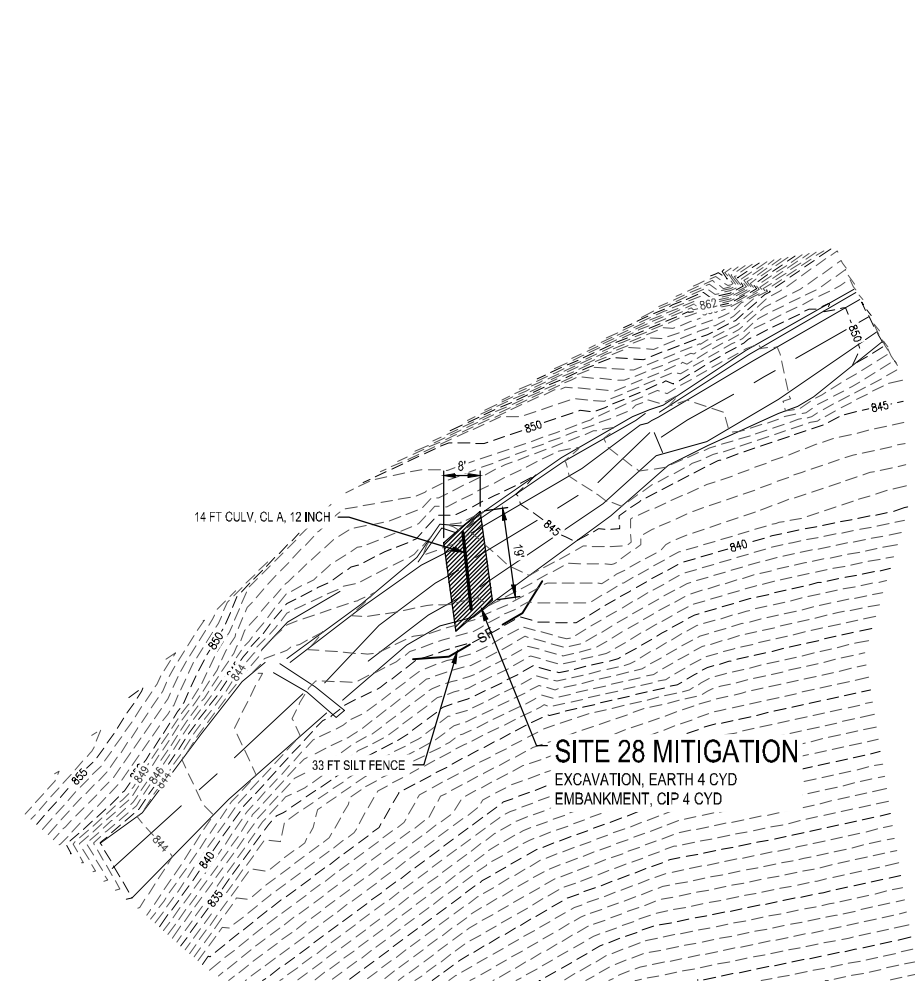 862
850
845
850
8'
14 FT CULV, CL A, 12 INCH
845
19'
840
SF
850
844
33 FT SILT FENCE
SITE 28 MITIGATION
EXCAVATION, EARTH 4 CYD
EMBANKMENT, CIP 4 CYD
855
849
846
844
844
840
835